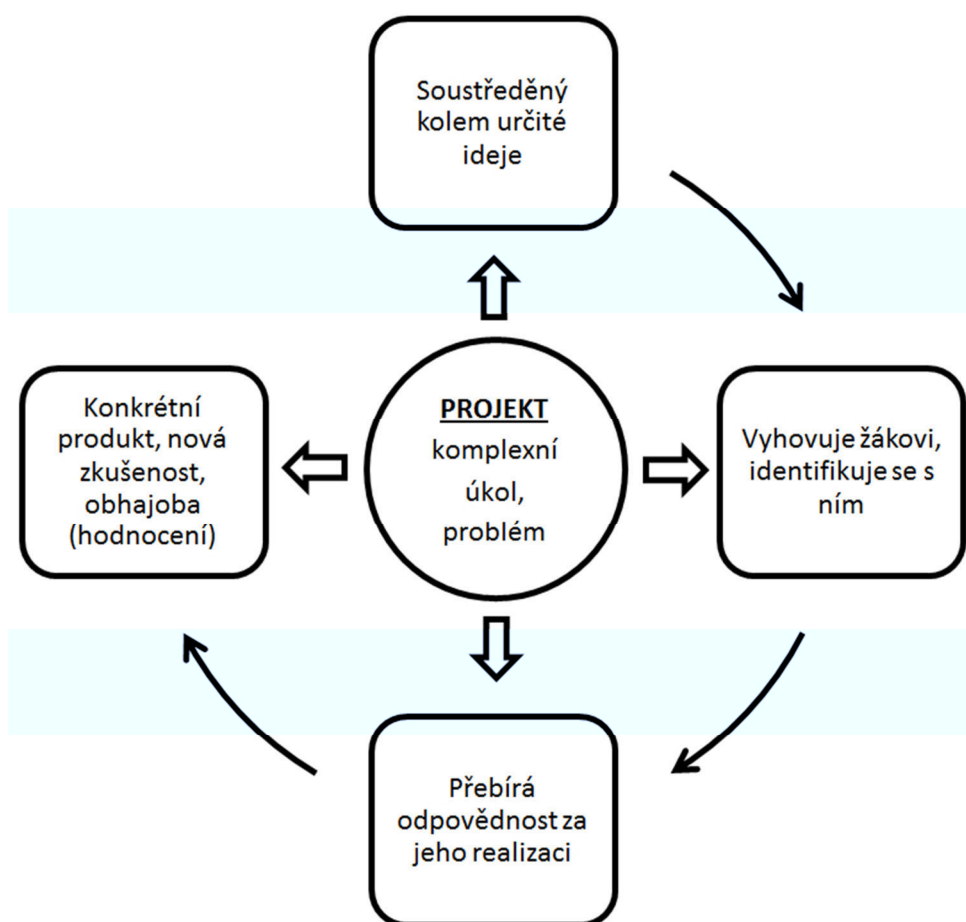 Soustředěný
kolem určité
ideje
Konkrétní
produkt, nová
zkušenost,
obhajoba
(hodnocení)
PROJEKT
komplexní
úkol,
problém
Vyhovuje žákovi,
identifikuje se s
ním
Přebírá
odpovědnost za
jeho realizaci